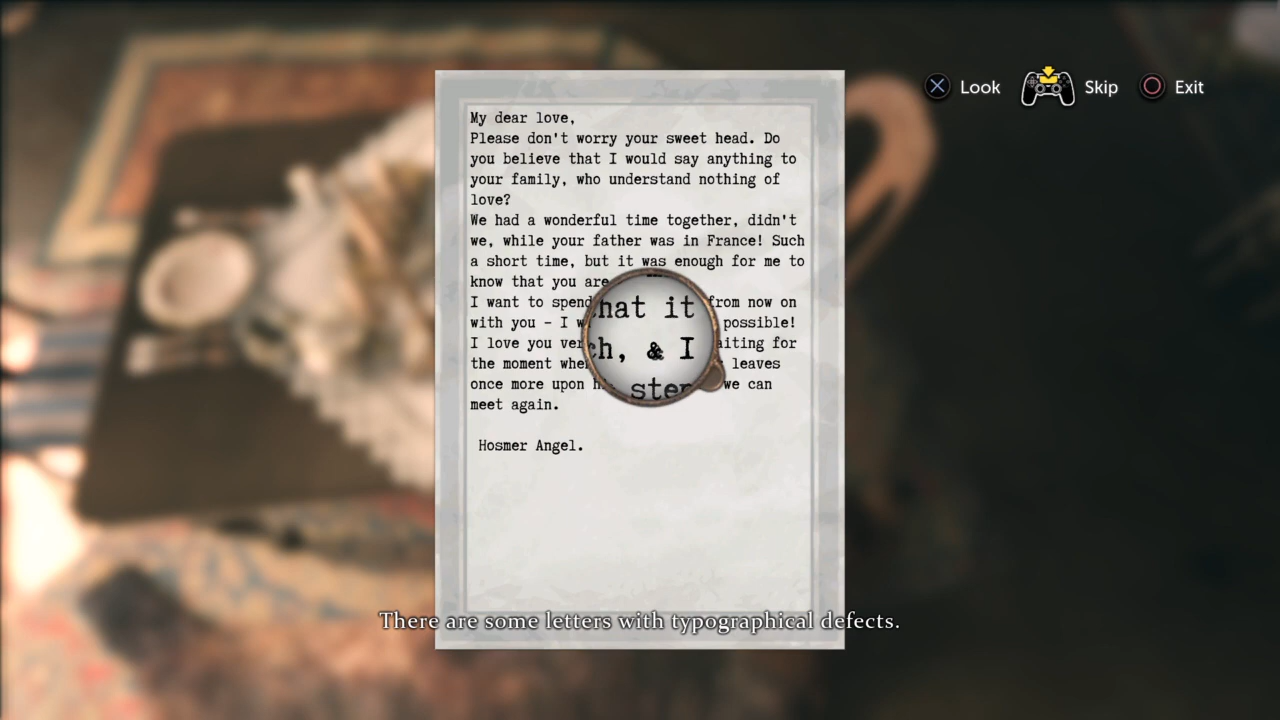 Look Skip Exit
My dear love,
Please don't worry your sweet head. Do
you believe that I would say anything to
your family, who understand nothing of
love?
We had a wonderful time together, didn't
we, while your father was in France! Such
a short time, but it was enough for me to
know that you are
I want to spend hat it from now on
with you - I possible!
I love you ch, & I aiting for
the moment leaves
once more upon we can
meet again.
Hosmer Angel.
There are some letters with typographical defects.